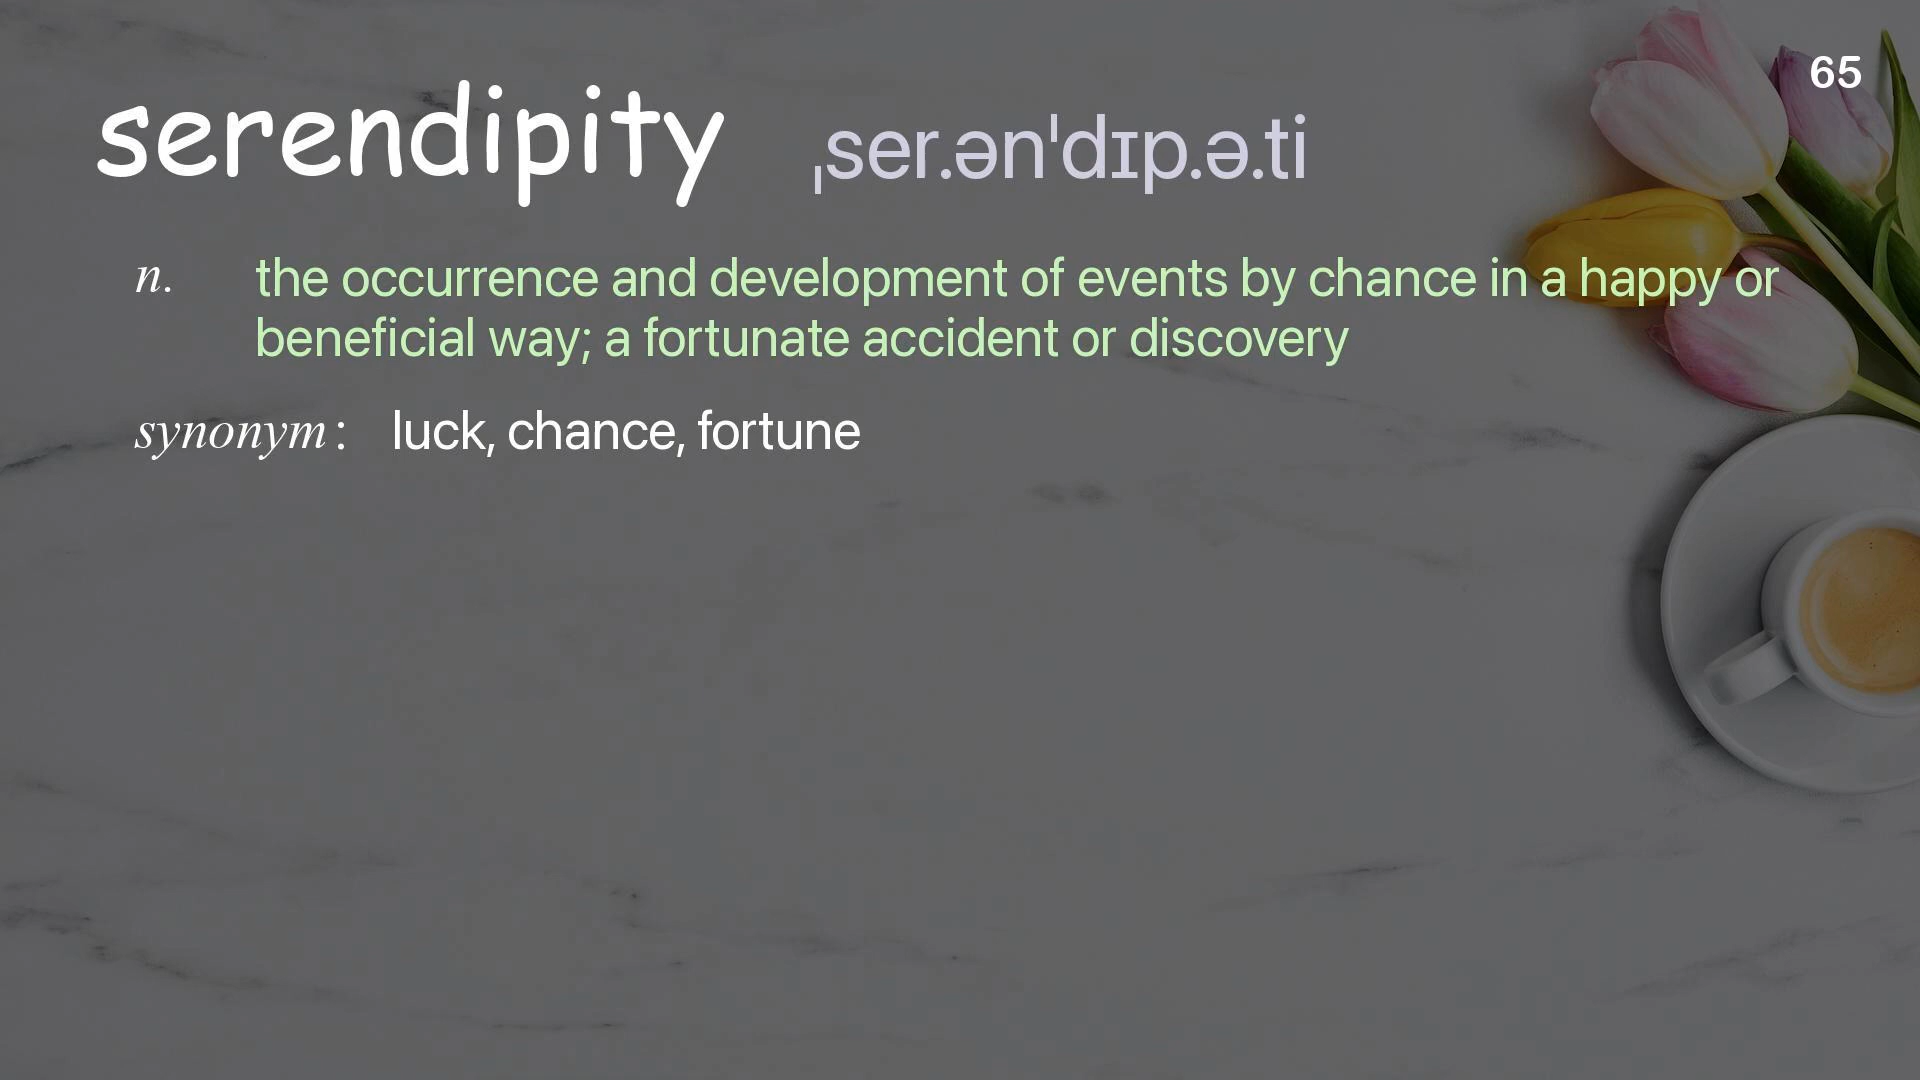 65
serendipity ˌser.ənˈdɪp.ə.ti
n. the occurrence and development of events by chance in a happy or
beneficial way; a fortunate accident or discovery
synonym: luck, chance, fortune